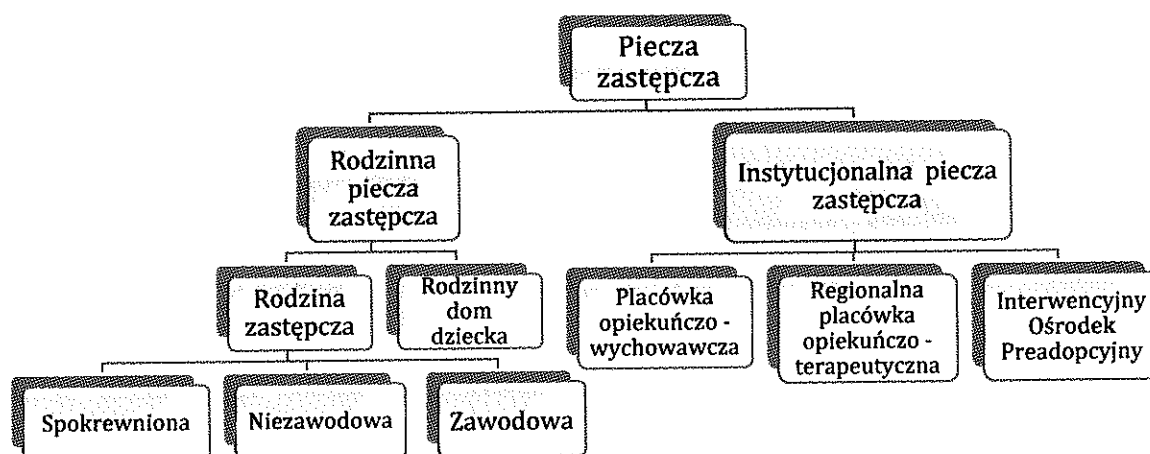 Piecza
zastępcza
Rodzinna
piecza
zastępcza
Instytucjonalna piecza
zastępcza
Rodzina
zastępcza
Rodzinny
dom
dziecka
Placówka
opiekuńczo -
wychowawcza
Regionalna
placówka
opiekuńczo -
terapeutyczna
Interwencyjny
Ośrodek
Preadopcyjny
Spokrewniona
Niezawodowa
Zawodowa